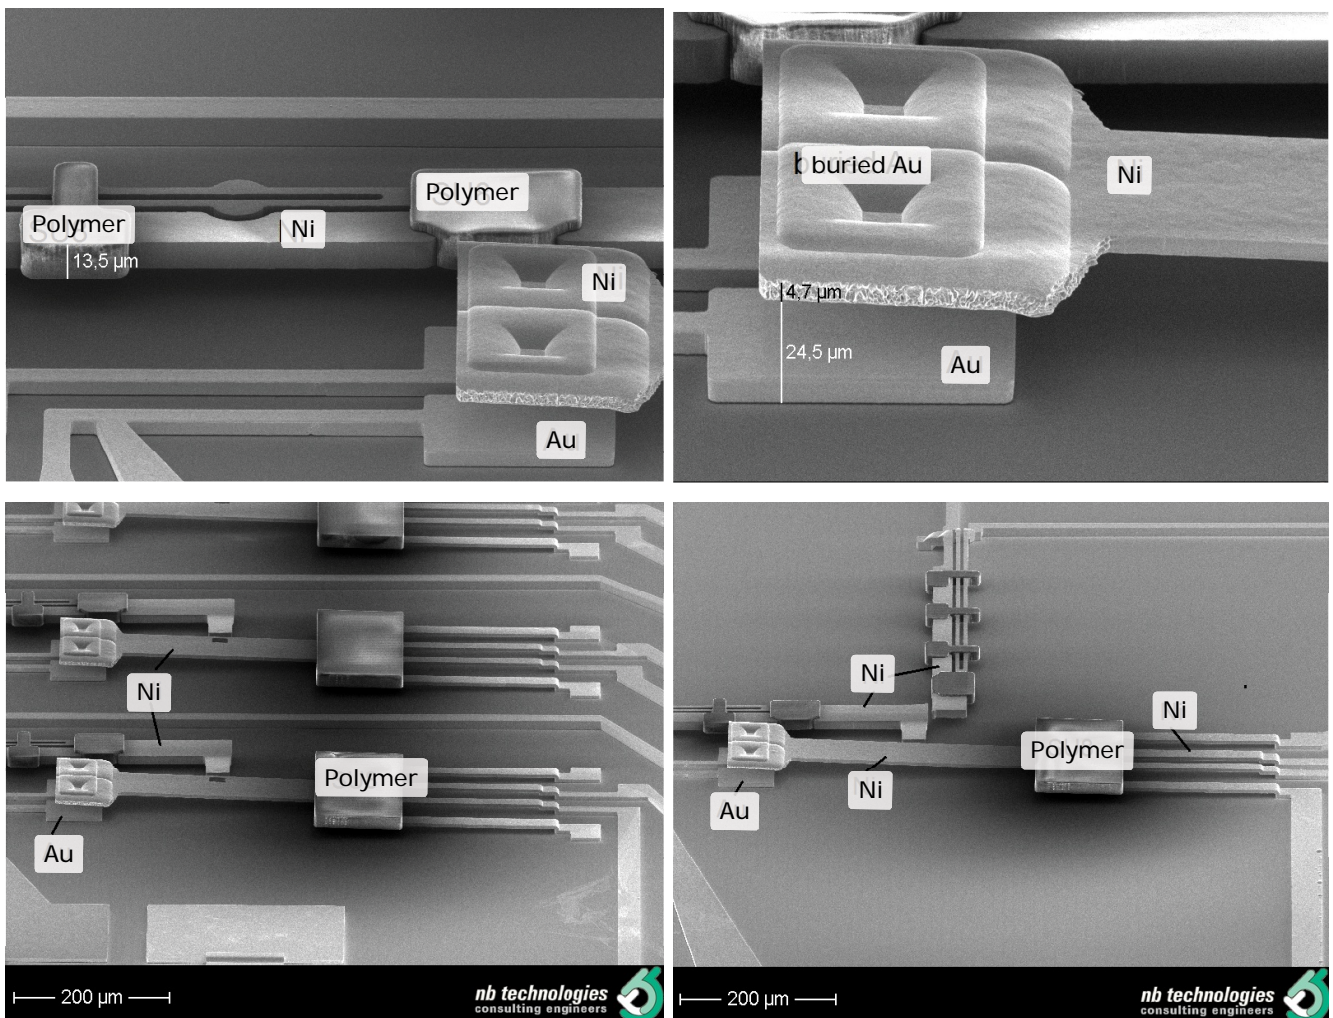 Polymer
Polymer
Ni
13,5 µm
Ni
Au
buried Au
Ni
4,7 µm
24,5 µm
Au
Ni
Polymer
Au
200 µm
nb technologies
consulting engineers
Ni
Ni
Polymer
Ni
Au
200 µm
nb technologies
consulting engineers